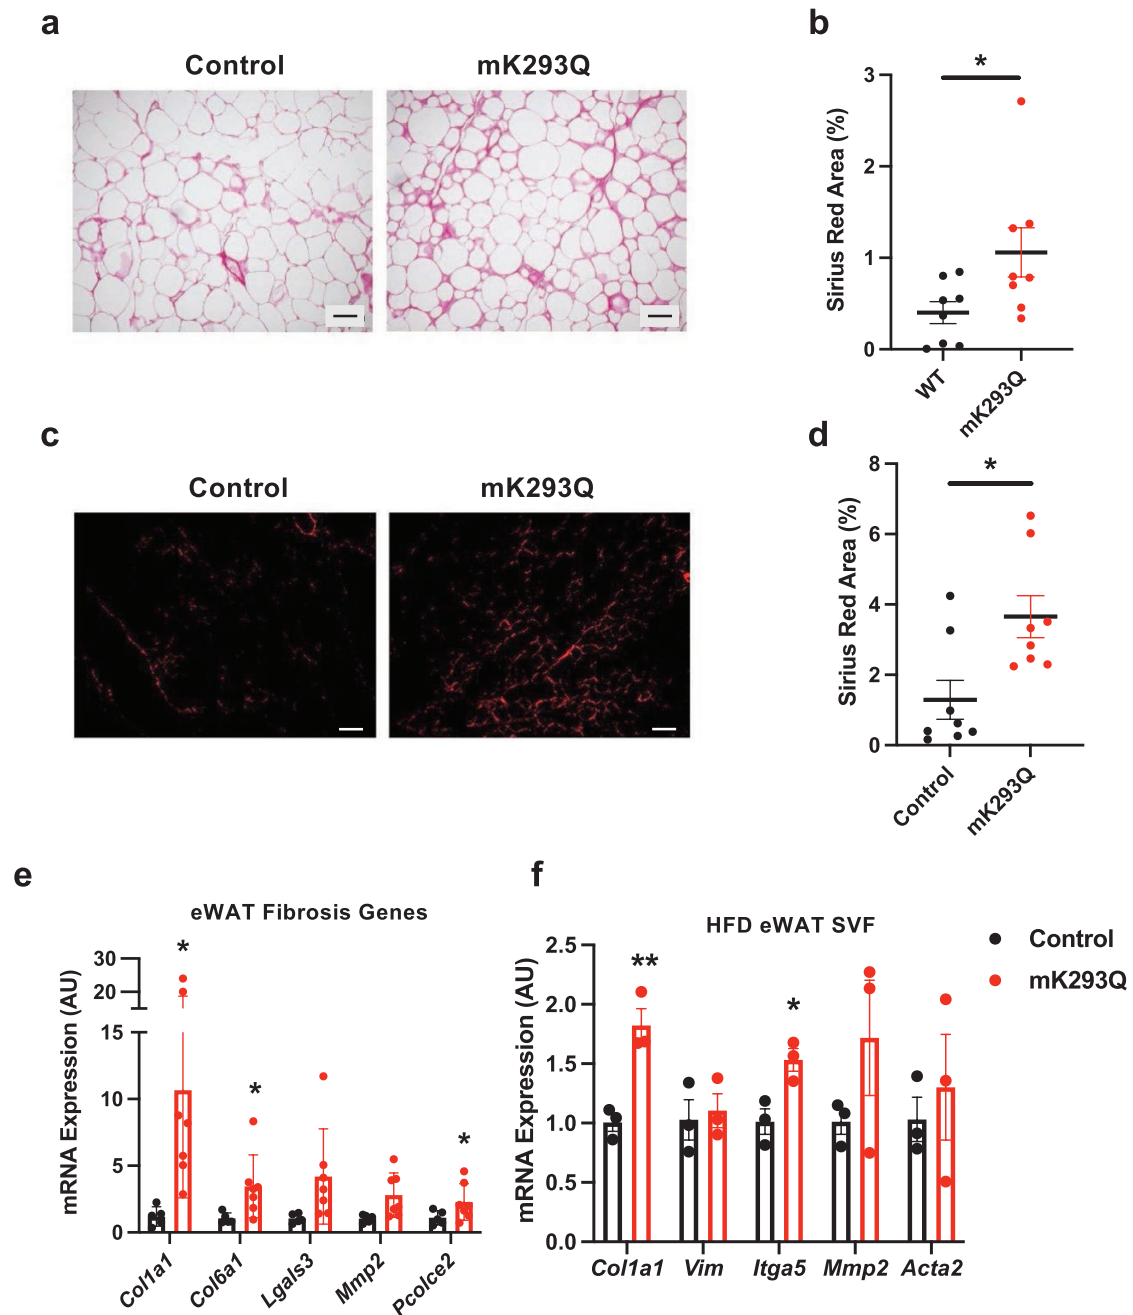 a
Control
mK293Q
b
Sirius Red Area (%)
3
2
1
0
*
WT
mK293Q
c
Control
mK293Q
d
Sirius Red Area (%)
8
6
4
2
0
*
Control
mK293Q
e
eWAT Fibrosis Genes
mRNA Expression (AU)
30
20
15
10
5
0
*
*
*
Col1a1
Col6a1
Lgals3
Mmp2
Pcolce2
f
HFD eWAT SVF
mRNA Expression (AU)
2.5
2.0
1.5
1.0
0.5
0.0
**
*
Col1a1
Vim
Itga5
Mmp2
Acta2
Control
mK293Q